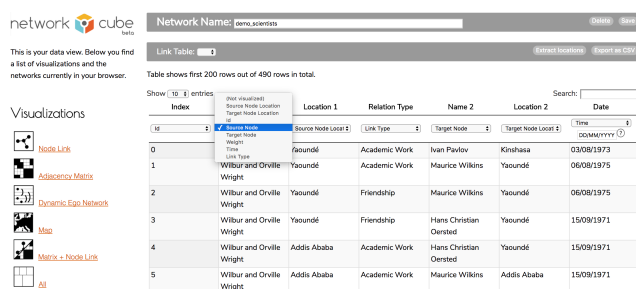 network cube
beta
Network Name: demo_scientists
Delete Save
This is your data view. Below you find
a list of visualizations and the
networks currently in your browser.
Link Table:
Extract locations Export as CSV
Table shows first 200 rows out of 490 rows in total.
Show 10 entries
Search:
Index Location 1 Relation Type Name 2 Location 2 Date
(Not visualized)
Source Node Location
Target Node Location
Id
✓ Source Node
Target Node
Weight
Time
Link Type
Id Source Node Locat Link Type Target Node Target Node Locati Time
DD/MM/YYYY ?
Visualizations
Node Link
Adjacency Matrix
Dynamic Ego Network
Map
Matrix + Node Link
All
0 Yaoundé Academic Work Ivan Pavlov Kinshasa 03/08/1973
1 Wilbur and Orville Yaoundé Academic Work Maurice Wilkins Yaoundé 06/08/1975
Wright
2 Wilbur and Orville Yaoundé Friendship Maurice Wilkins Yaoundé 06/08/1975
Wright
3 Wilbur and Orville Yaoundé Friendship Hans Christian Yaoundé 15/09/1971
Wright Oersted
4 Wilbur and Orville Addis Ababa Academic Work Hans Christian Yaoundé 15/09/1971
Wright Oersted
5 Wilbur and Orville Addis Ababa Academic Work Maurice Wilkins Addis Ababa 15/09/1971
Wright